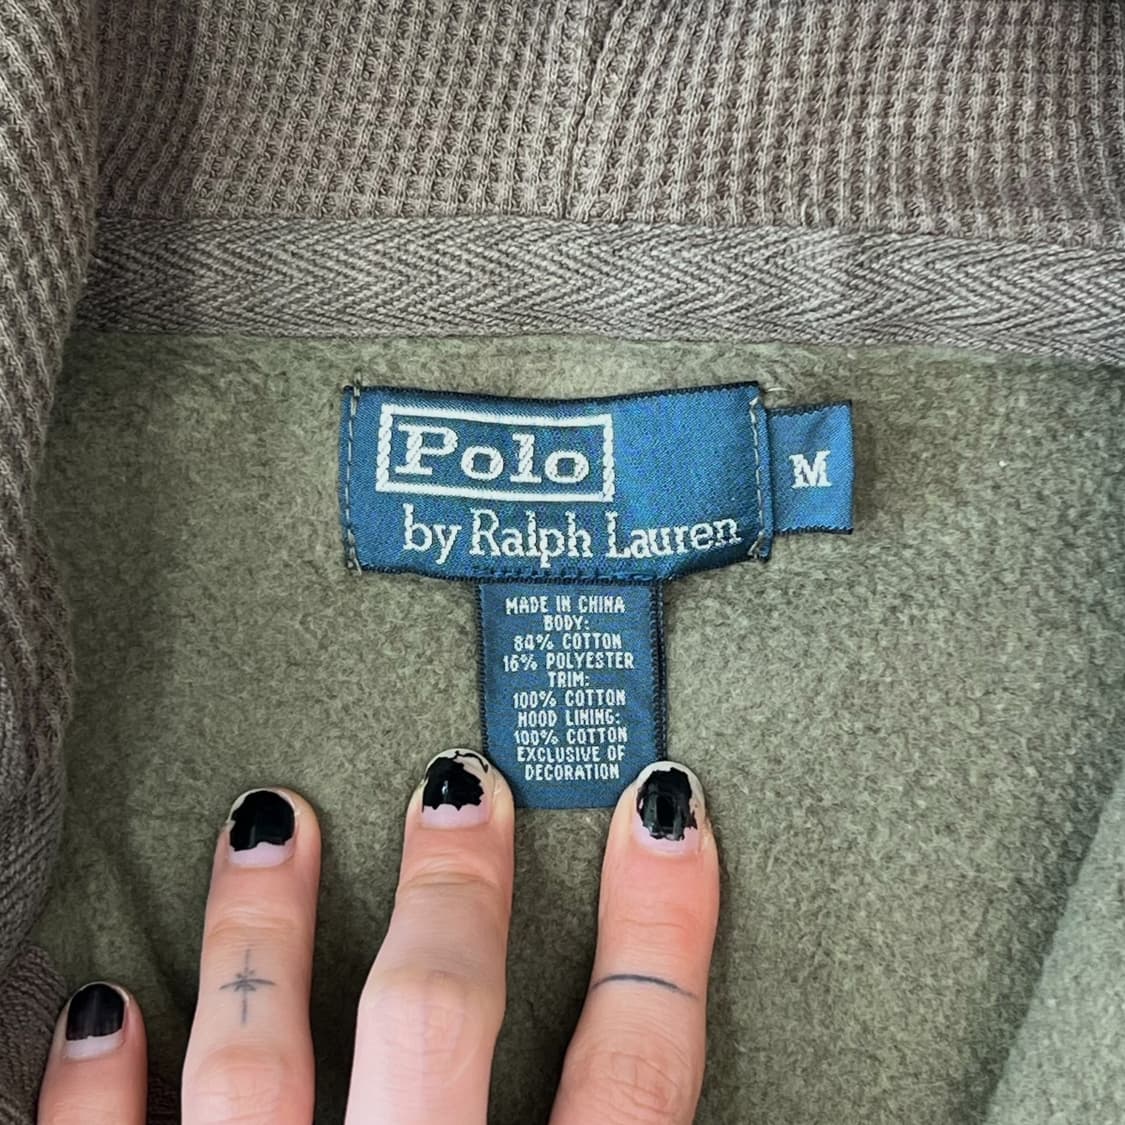 Polo
by Ralph Lauren
M
MADE IN CHINA
BODY:
84% COTTON
16% POLYESTER
TRIM:
100% COTTON
HOOD LINING:
100% COTTON
EXCLUSIVE OF
DECORATION